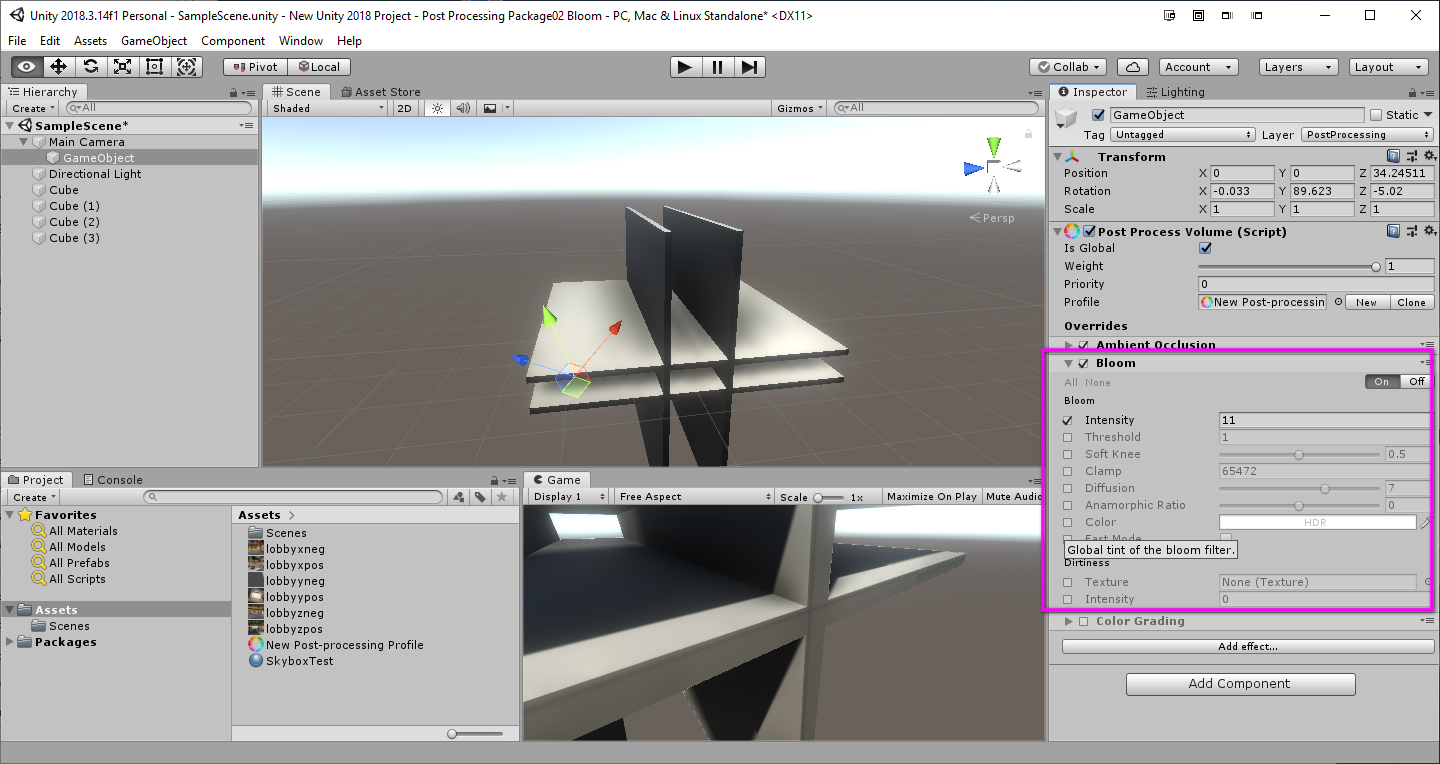 Unity 2018.3.14f1 Personal - SampleScene.unity - New Unity 2018 Project - Post Processing Package02 Bloom - PC, Mac & Linux Standalone* <DX11>
File Edit Assets GameObject Component Window Help
Pivot Local Collab Account Layers Layout
Hierarchy
Create All
SampleScene*
Main Camera
GameObject
Directional Light
Cube
Cube (1)
Cube (2)
Cube (3)
Scene Asset Store
Shaded 2D Gizmos All
Persp
Project Console
Create
Favorites
All Materials
All Models
All Prefabs
All Scripts
Assets
Scenes
Packages
Assets
Scenes
lobbyxneg
lobbyxpos
lobbyyneg
lobbyypos
lobbyzneg
lobbyzpos
New Post-processing Profile
SkyboxTest
Game
Display 1 Free Aspect Scale 1x Maximize On Play Mute Audio
Inspector Lighting
GameObject Static
Tag Untagged Layer PostProcessing
Transform
Position X 0 Y 0 Z 34.24511
Rotation X -0.033 Y 89.623 Z -5.02
Scale X 1 Y 1 Z 1
Post Process Volume (Script)
Is Global
Weight 1
Priority 0
Profile New Post-processin New Clone
Overrides
Ambient Occlusion
Bloom
All None On Off
Bloom
Intensity 11
Threshold 1
Soft Knee 0.5
Clamp 65472
Diffusion 7
Anamorphic Ratio 0
Color HDR
Fast Mode
Global tint of the bloom filter.
Dirtiness
Texture None (Texture)
Intensity 0
Color Grading
Add effect...
Add Component